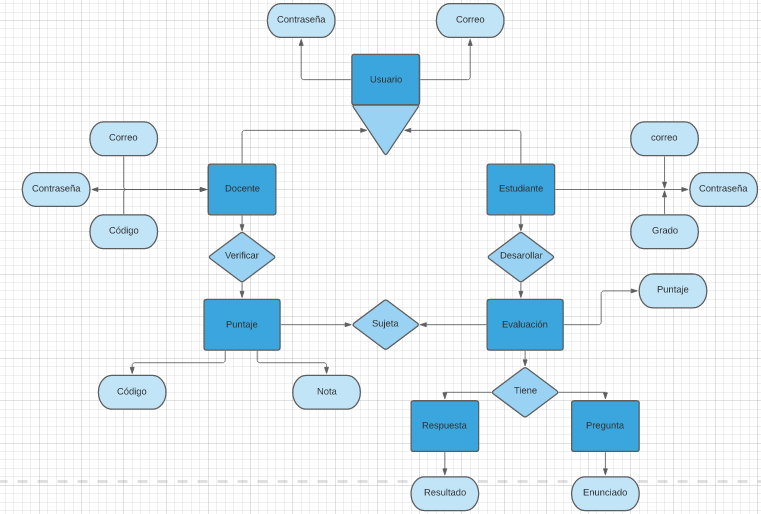 Contraseña
Correo
Usuario
Correo
correo
Contraseña
Docente
Estudiante
Contraseña
Código
Grado
Verificar
Desarollar
Puntaje
Puntaje
Sujeta
Evaluación
Código
Nota
Tiene
Respuesta
Pregunta
Resultado
Enunciado